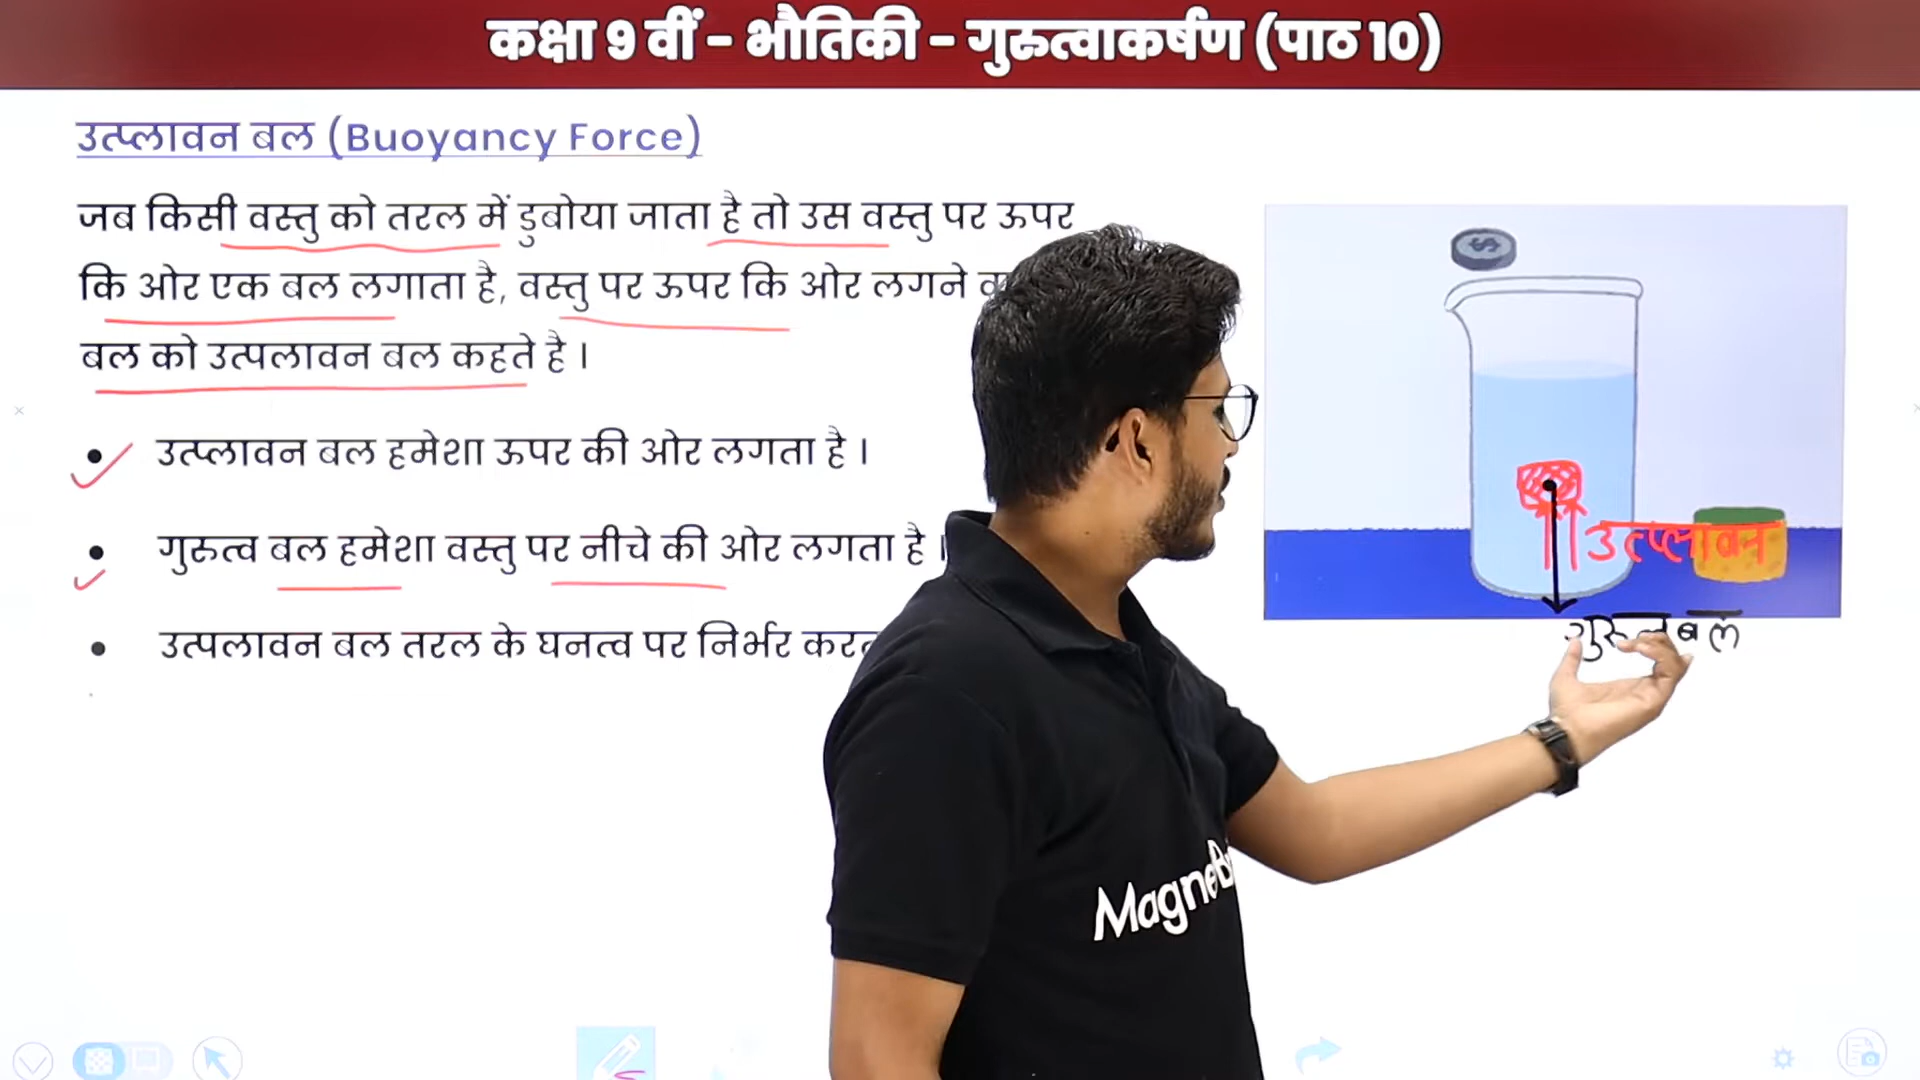 कक्षा 9 वीं - भौतिकी - गुरुत्वाकर्षण (पाठ 10)
उत्प्लावन बल (Buoyancy Force)
जब किसी वस्तु को तरल में डुबोया जाता है तो उस वस्तु पर ऊपर
कि ओर एक बल लगाता है, वस्तु पर ऊपर कि ओर लगने
बल को उत्पलावन बल कहते है ।
• उत्प्लावन बल हमेशा ऊपर की ओर लगता है ।
• गुरुत्व बल हमेशा वस्तु पर नीचे की ओर लगता है ।
• उत्पलावन बल तरल के घनत्व पर निर्भर
$
उत्प्लावन
बल